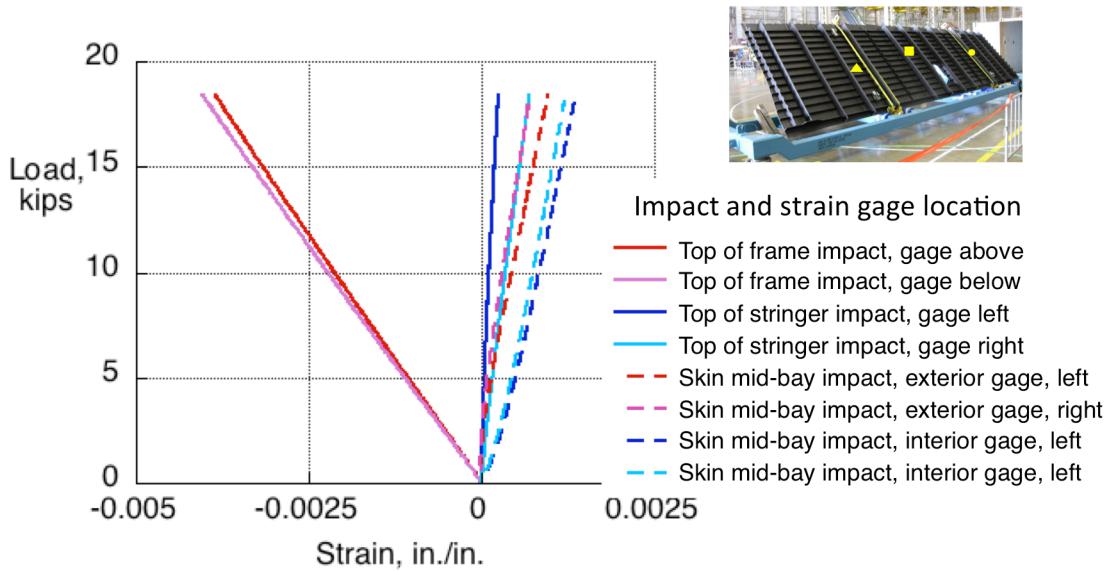 20
15
10
5
0
Load,
kips
-0.005
-0.0025
0
0.0025
Strain, in./in.
Impact and strain gage location
Top of frame impact, gage above
Top of frame impact, gage below
Top of stringer impact, gage left
Top of stringer impact, gage right
Skin mid-bay impact, exterior gage, left
Skin mid-bay impact, exterior gage, right
Skin mid-bay impact, interior gage, left
Skin mid-bay impact, interior gage, left